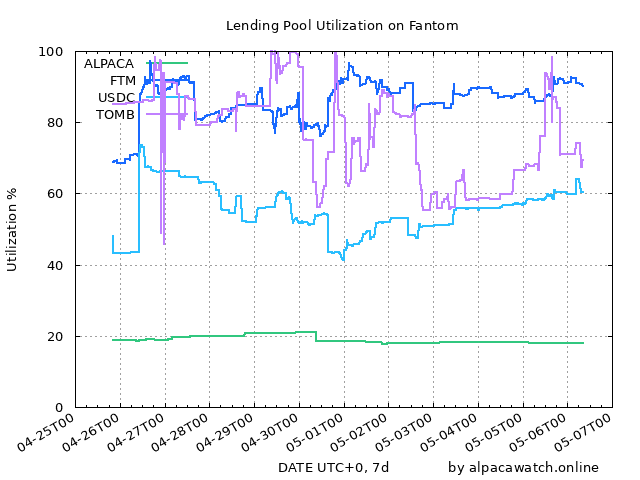 Lending Pool Utilization on Fantom
100
80
60
40
20
0
Utilization %
ALPACA
FTM
USDC
TOMB
04-25T00
04-26T00
04-27T00
04-28T00
04-29T00
04-30T00
05-01T00
05-02T00
05-03T00
05-04T00
05-05T00
05-06T00
05-07T00
DATE UTC+0, 7d
by alpacawatch.online